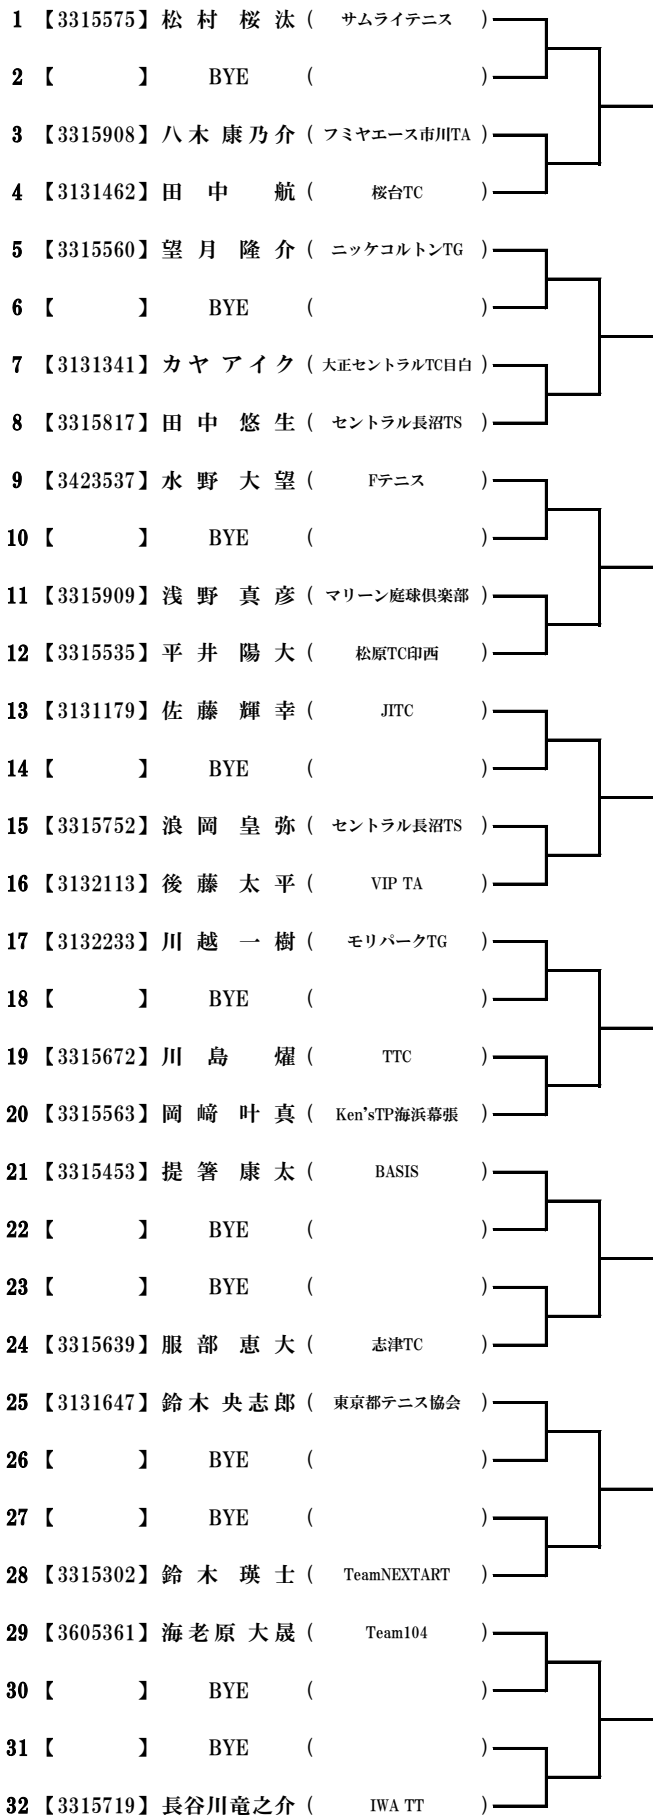 1 【3315575】 松村 桜汰 ( サムライテニス )
2 【 】 BYE ( )
3 【3315908】 八木 康乃介 ( フミヤエース市川TA )
4 【3131462】 田中 航 ( 桜台TC )
5 【3315560】 望月 隆介 ( ニッケコルトンTG )
6 【 】 BYE ( )
7 【3131341】 カヤ アイク ( 大正セントラルTC目白 )
8 【3315817】 田中 悠生 ( セントラル長沼TS )
9 【3423537】 水野 大望 ( Fテニス )
10 【 】 BYE ( )
11 【3315909】 浅野 真彦 ( マリーン庭球倶楽部 )
12 【3315535】 平井 陽大 ( 松原TC印西 )
13 【3131179】 佐藤 輝幸 ( JITC )
14 【 】 BYE ( )
15 【3315752】 浪岡 皇弥 ( セントラル長沼TS )
16 【3132113】 後藤 太平 ( VIP TA )
17 【3132233】 川越 一樹 ( モリパークTG )
18 【 】 BYE ( )
19 【3315672】 川島 燿 ( TTC )
20 【3315563】 岡﨑 叶真 ( Ken'sTP海浜幕張 )
21 【3315453】 提箸 康太 ( BASIS )
22 【 】 BYE ( )
23 【 】 BYE ( )
24 【3315639】 服部 恵大 ( 志津TC )
25 【3131647】 鈴木 央志郎 ( 東京都テニス協会 )
26 【 】 BYE ( )
27 【 】 BYE ( )
28 【3315302】 鈴木 瑛士 ( TeamNEXTART )
29 【3605361】 海老原 大晟 ( Team104 )
30 【 】 BYE ( )
31 【 】 BYE ( )
32 【3315719】 長谷川竜之介 ( IWA TT )